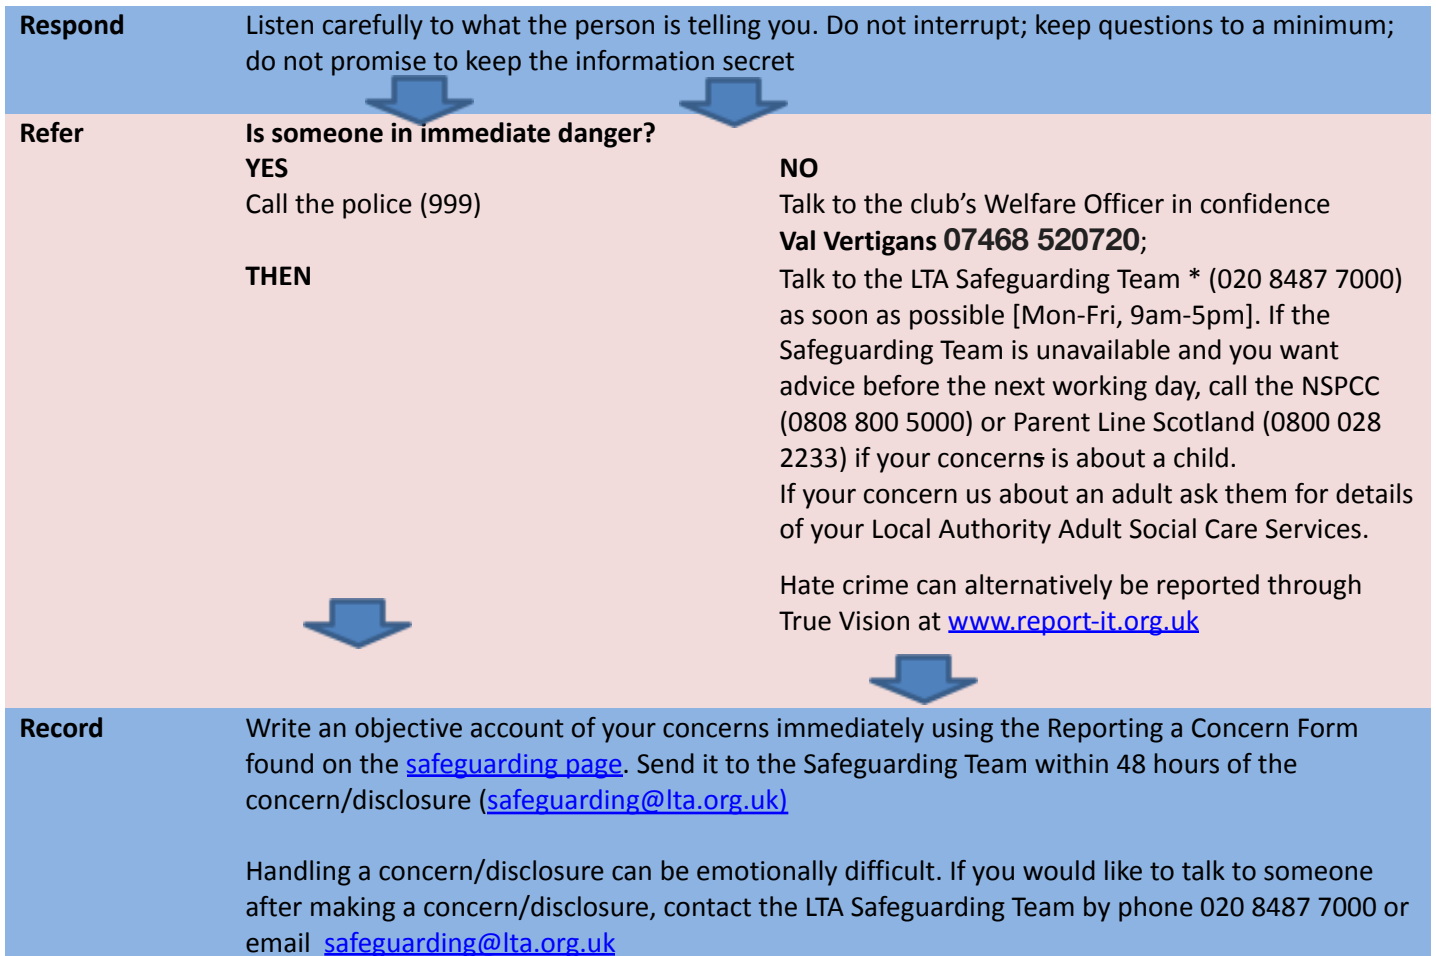 Respond
Listen carefully to what the person is telling you. Do not interrupt; keep questions to a minimum;
do not promise to keep the information secret
Refer
Is someone in immediate danger?
YES
Call the police (999)
THEN
NO
Talk to the club's Welfare Officer in confidence
Val Vertigans 07468 520720;
Talk to the LTA Safeguarding Team * (020 8487 7000)
as soon as possible [Mon-Fri, 9am-5pm]. If the
Safeguarding Team is unavailable and you want
advice before the next working day, call the NSPCC
(0808 800 5000) or Parent Line Scotland (0800 028
2233) if your concerns is about a child.
If your concern us about an adult ask them for details
of your Local Authority Adult Social Care Services.
Hate crime can alternatively be reported through
True Vision at www.report-it.org.uk
Record
Write an objective account of your concerns immediately using the Reporting a Concern Form
found on the safeguarding page. Send it to the Safeguarding Team within 48 hours of the
concern/disclosure (safeguarding@lta.org.uk)
Handling a concern/disclosure can be emotionally difficult. If you would like to talk to someone
after making a concern/disclosure, contact the LTA Safeguarding Team by phone 020 8487 7000 or
email safeguarding@lta.org.uk